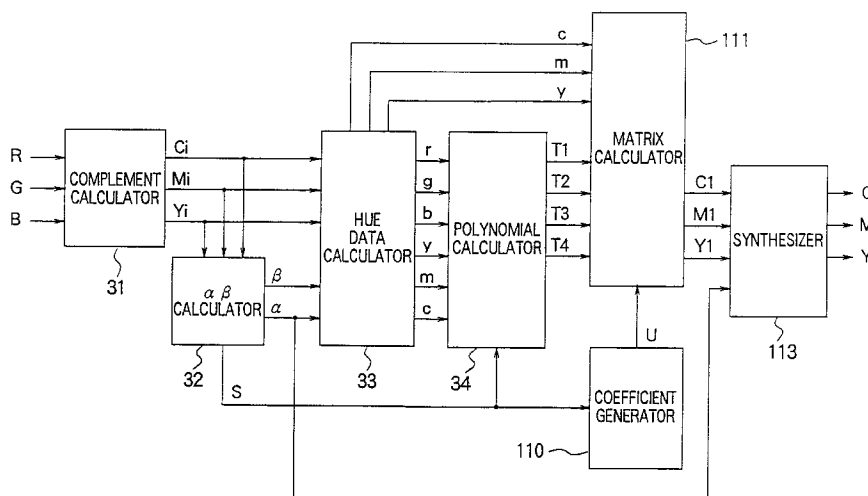 c
111
m
y
R
G
B
COMPLEMENT
CALCULATOR
31
Ci
Mi
Yi
α β
CALCULATOR
32
β
α
S
HUE
DATA
CALCULATOR
33
r
g
b
y
m
c
POLYNOMIAL
CALCULATOR
34
T1
T2
T3
T4
MATRIX
CALCULATOR
U
COEFFICIENT
GENERATOR
110
C1
M1
Y1
SYNTHESIZER
113